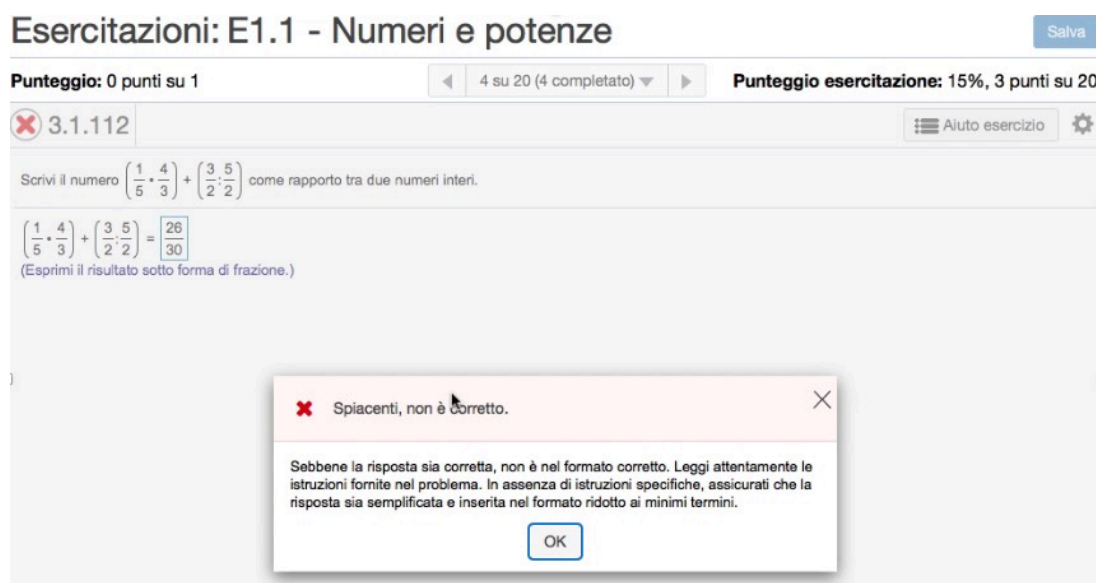 Esercitazioni: E1.1 - Numeri e potenze
Salva
Punteggio: 0 punti su 1
4 su 20 (4 completato)
Punteggio esercitazione: 15%, 3 punti su 20
3.1.112
Aiuto esercizio
Scrivi il numero (1/5 · 4/3) + (3/2 : 5/2) come rapporto tra due numeri interi.
(1/5 · 4/3) + (3/2 : 5/2) = 26/30
(Esprimi il risultato sotto forma di frazione.)
Spiacenti, non è corretto.
Sebbene la risposta sia corretta, non è nel formato corretto. Leggi attentamente le
istruzioni fornite nel problema. In assenza di istruzioni specifiche, assicurati che la
risposta sia semplificata e inserita nel formato ridotto ai minimi termini.
OK